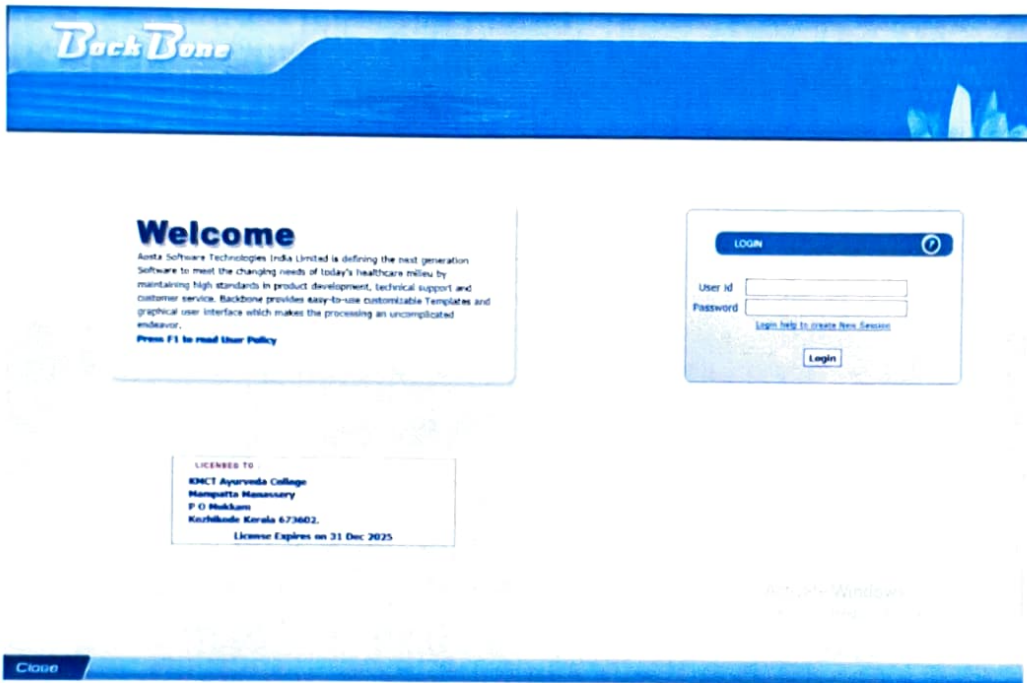 BackBone
Welcome
Aosta Software Technologies India Limited is defining the next generation
Software to meet the changing needs of today's healthcare milieu by
maintaining high standards in product development, technical support and
customer service. Backbone provides easy-to-use customizable Templates and
graphical user interface which makes the processing an uncomplicated
endeavor.
Press F1 to read User Policy
LOGIN ?
User Id
Password
Login help to create New Session
Login
LICENSED TO :
KMCT Ayurveda College
Mampatta Manassery
P O Mukkam
Kozhikode Kerala 673602.
License Expires on 31 Dec 2025
Activate Windows
Close